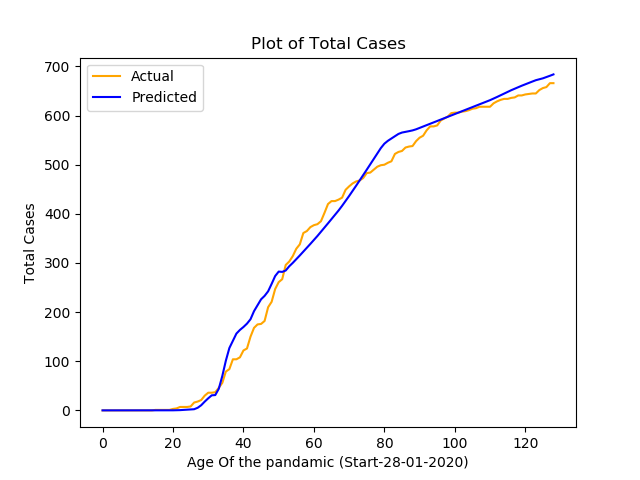 Plot of Total Cases
Actual
Predicted
700
600
500
400
300
200
100
0
Total Cases
0 20 40 60 80 100 120
Age Of the pandamic (Start-28-01-2020)